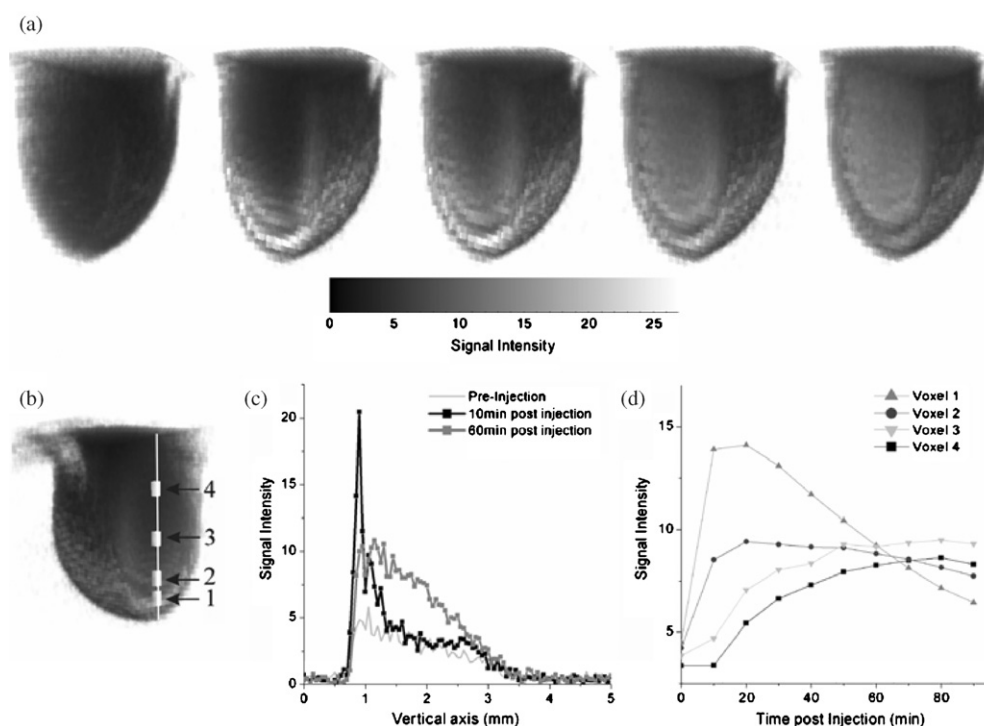 (a)
0 5 10 15 20 25
Signal Intensity
(b)
4
3
2
1
(c)
Pre-Injection
10min post injection
60min post injection
20
15
10
5
0
Signal Intensity
0 1 2 3 4 5
Vertical axis (mm)
(d)
Voxel 1
Voxel 2
Voxel 3
Voxel 4
15
10
5
Signal Intensity
0 20 40 60 80
Time post Injection (min)